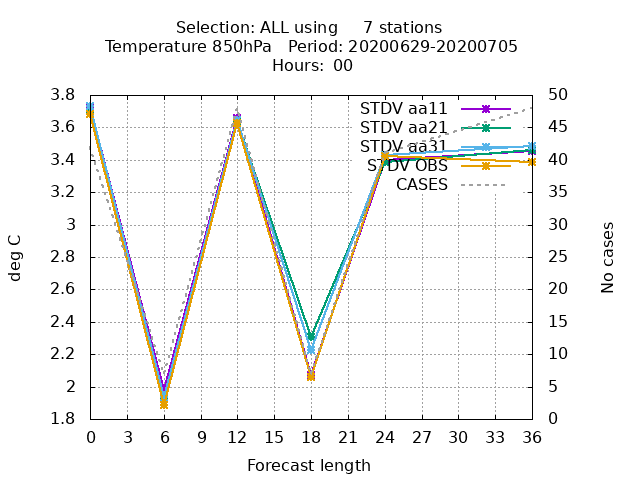 Selection: ALL using 7 stations
Temperature 850hPa Period: 20200629-20200705
Hours: 00
3.8
3.6
3.4
3.2
3
2.8
2.6
2.4
2.2
2
1.8
deg C
STDV aa11
STDV aa21
STDV aa31
STDV OBS
CASES
50
45
40
35
30
25
20
15
10
5
0
No cases
0 3 6 9 12 15 18 21 24 27 30 33 36
Forecast length